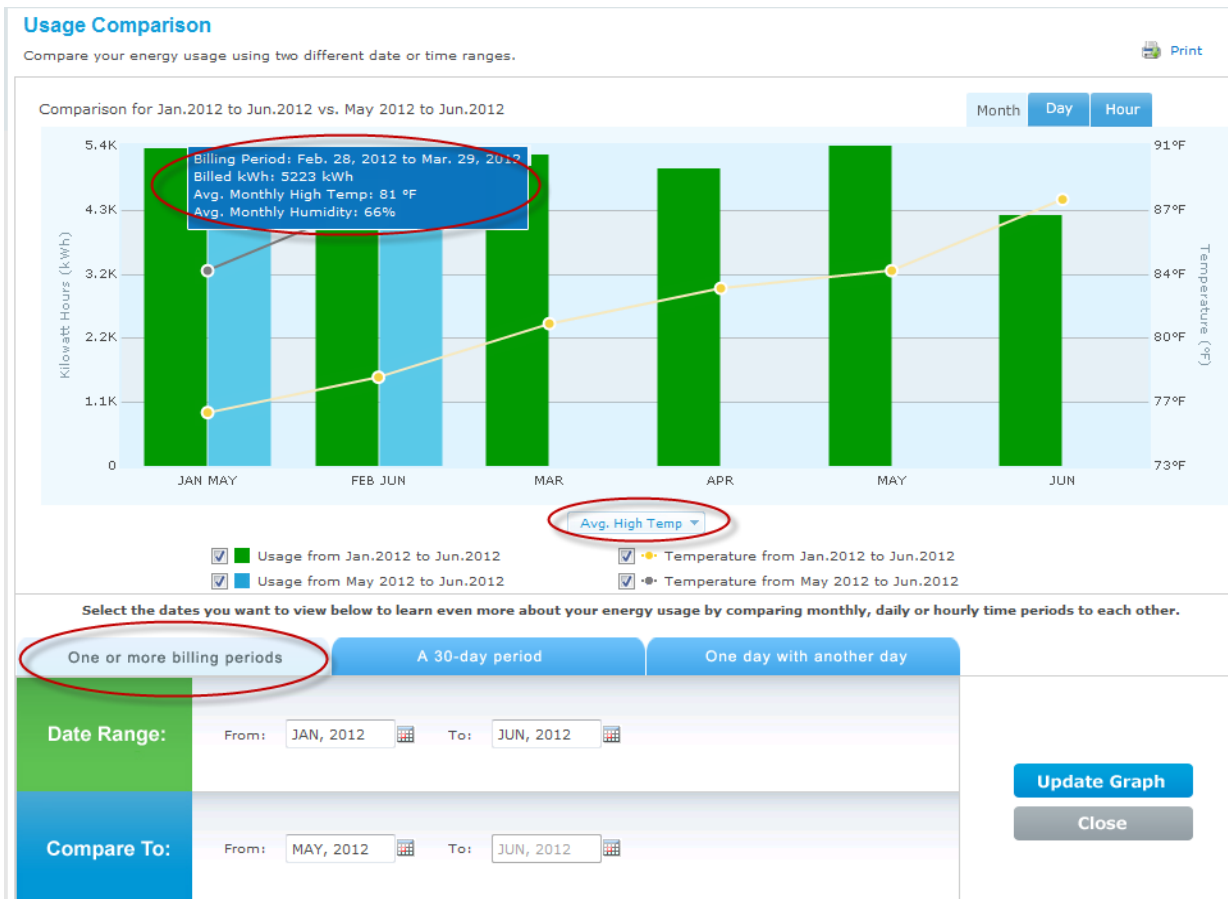 Usage Comparison
Compare your energy usage using two different date or time ranges.
Print
Comparison for Jan.2012 to Jun.2012 vs. May 2012 to Jun.2012
Month Day Hour
5.4K
4.3K
3.2K
2.2K
1.1K
0
Kilowatt Hours (kWh)
Billing Period: Feb. 28, 2012 to Mar. 29, 2012
Billed kWh: 5223 kWh
Avg. Monthly High Temp: 81 °F
Avg. Monthly Humidity: 66%
91°F
87°F
84°F
80°F
77°F
73°F
Temperature (°F)
JAN MAY FEB JUN MAR APR MAY JUN
Avg. High Temp
Usage from Jan.2012 to Jun.2012 Temperature from Jan.2012 to Jun.2012
Usage from May 2012 to Jun.2012 Temperature from May 2012 to Jun.2012
Select the dates you want to view below to learn even more about your energy usage by comparing monthly, daily or hourly time periods to each other.
One or more billing periods A 30-day period One day with another day
Date Range: From: JAN, 2012 To: JUN, 2012
Update Graph
Close
Compare To: From: MAY, 2012 To: JUN, 2012